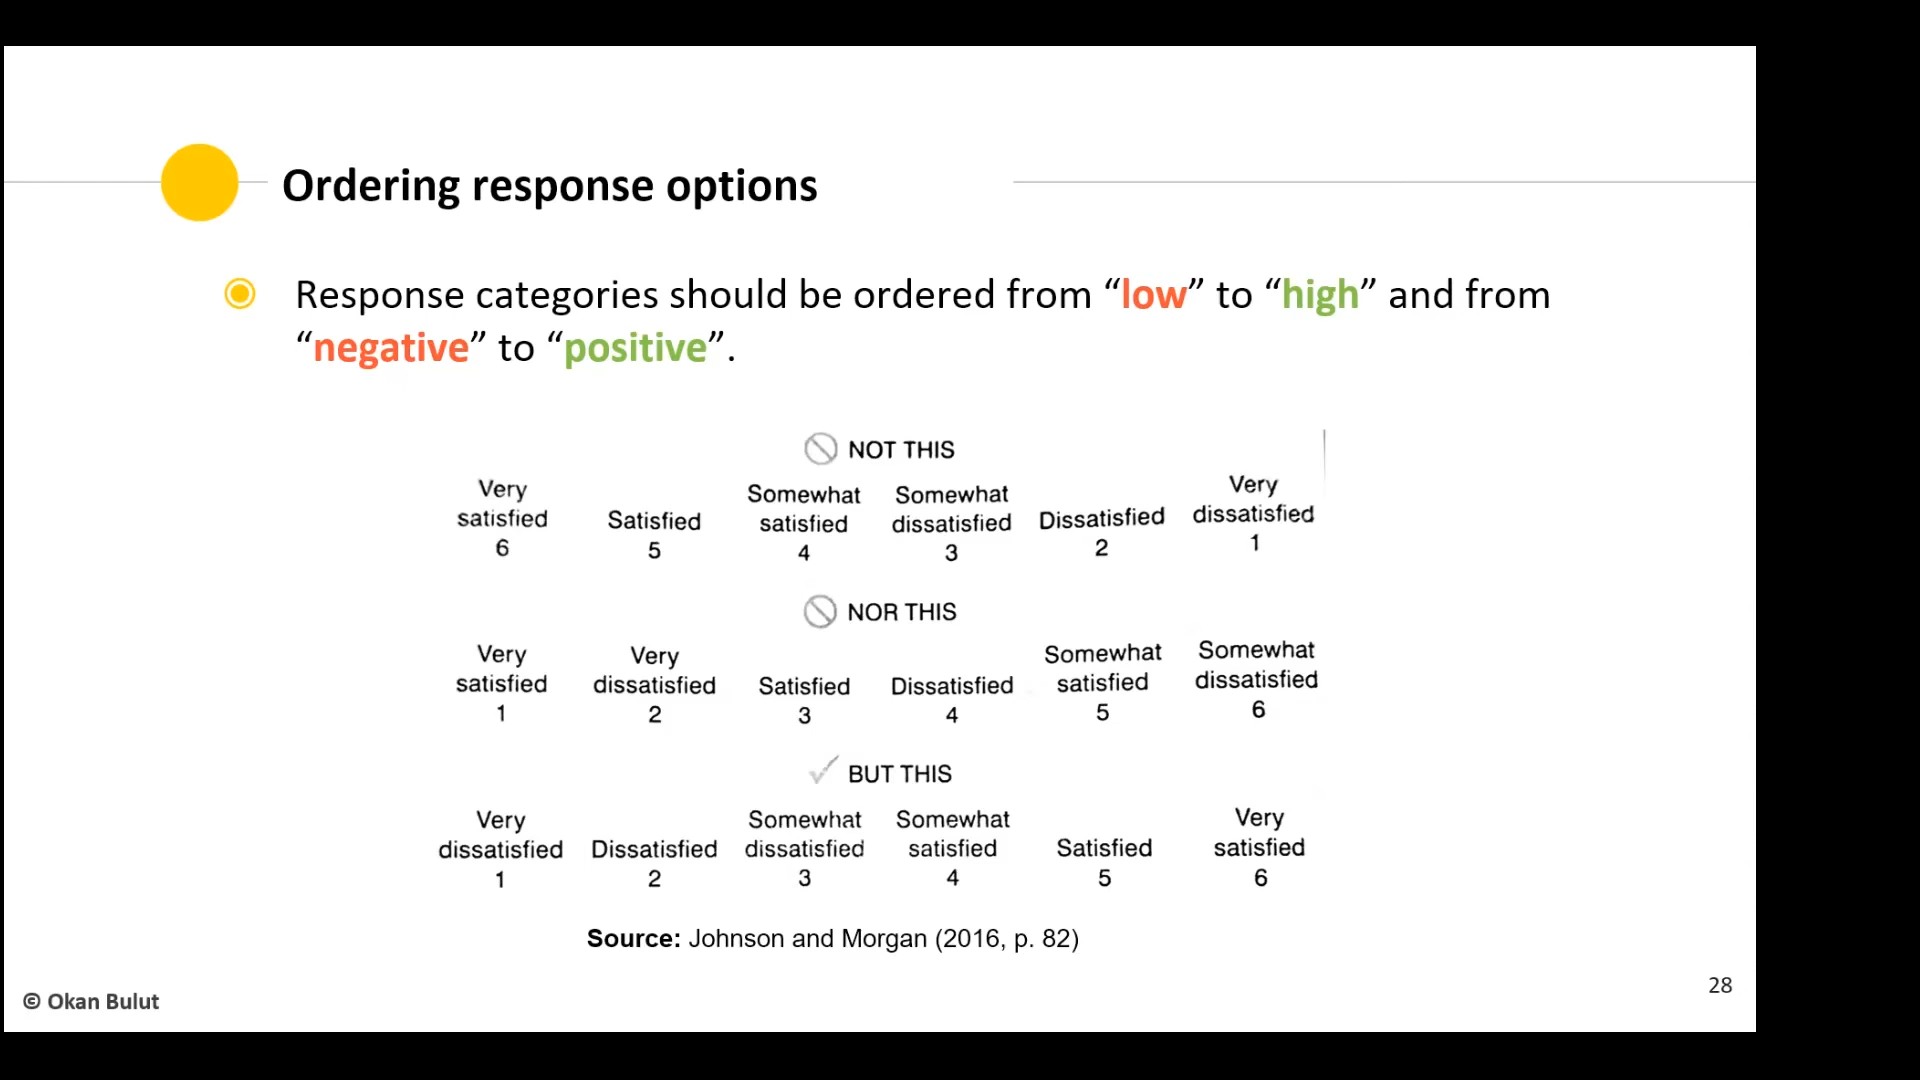 Ordering response options
Response categories should be ordered from “low” to “high” and from
“negative” to “positive”.
NOT THIS
Very satisfied 6
Satisfied 5
Somewhat satisfied 4
Somewhat dissatisfied 3
Dissatisfied 2
Very dissatisfied 1
NOR THIS
Very satisfied 1
Very dissatisfied 2
Satisfied 3
Dissatisfied 4
Somewhat satisfied 5
Somewhat dissatisfied 6
BUT THIS
Very dissatisfied 1
Dissatisfied 2
Somewhat dissatisfied 3
Somewhat satisfied 4
Satisfied 5
Very satisfied 6
Source: Johnson and Morgan (2016, p. 82)
© Okan Bulut
28